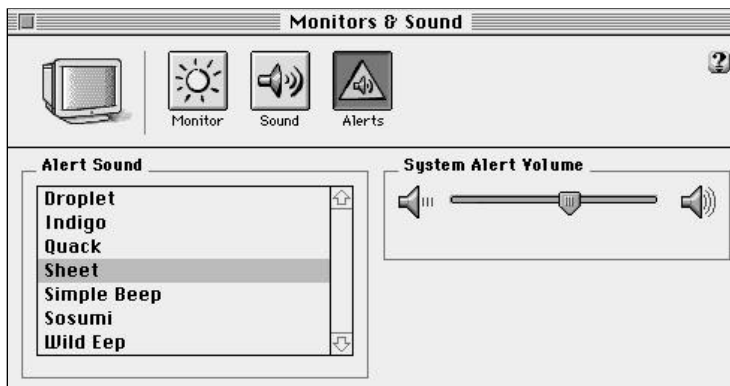 Monitors & Sound
Monitor
Sound
Alerts
?
Alert Sound
Droplet
Indigo
Quack
Sheet
Simple Beep
Sosumi
Wild Eep
System Alert Volume